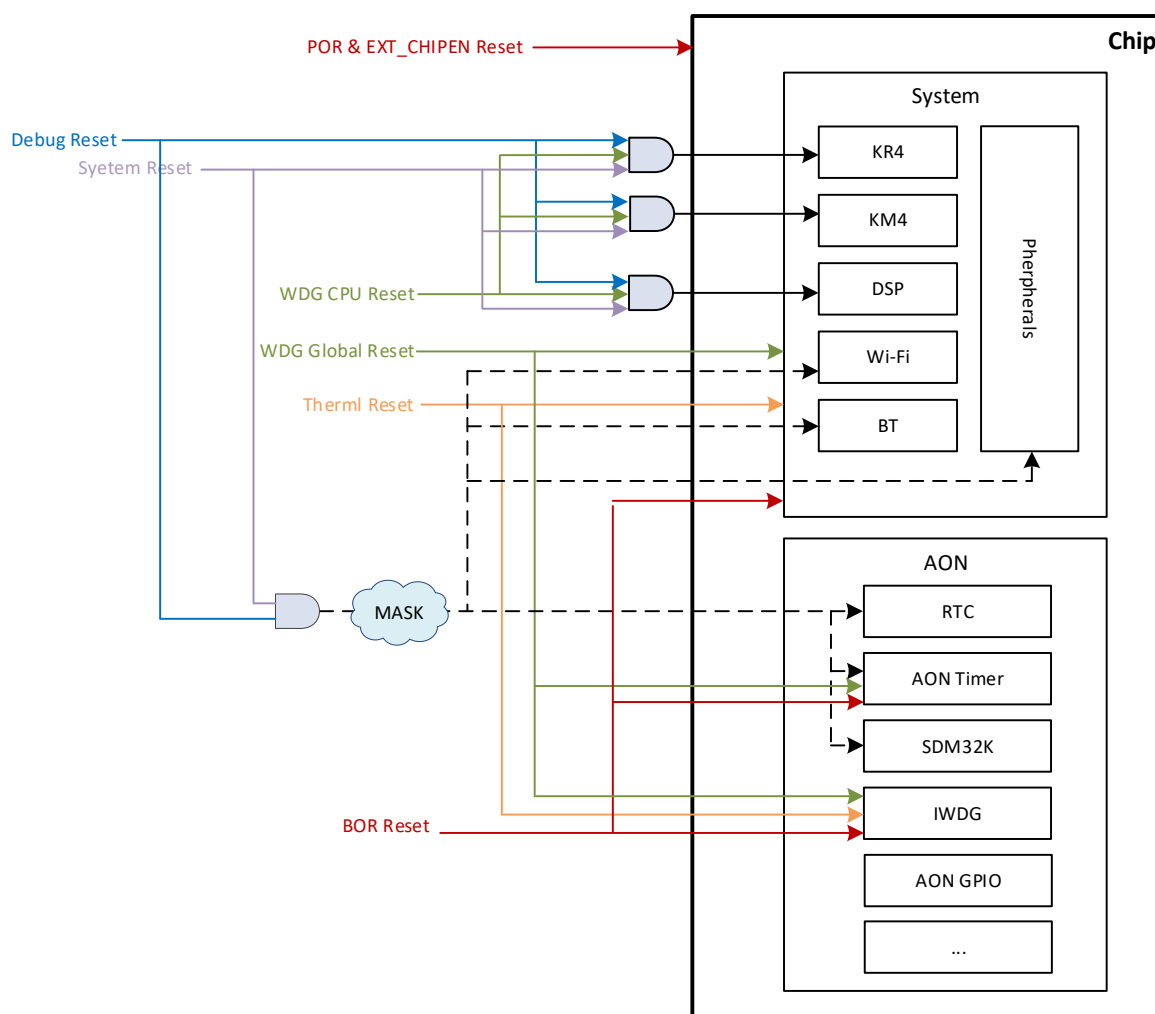 POR & EXT_CHIPEN Reset
Chip
System
Debug Reset
Syetem Reset
KR4
KM4
Pherpherals
WDG CPU Reset
DSP
WDG Global Reset
Wi-Fi
Therml Reset
BT
AON
MASK
RTC
AON Timer
SDM32K
BOR Reset
IWDG
AON GPIO
...